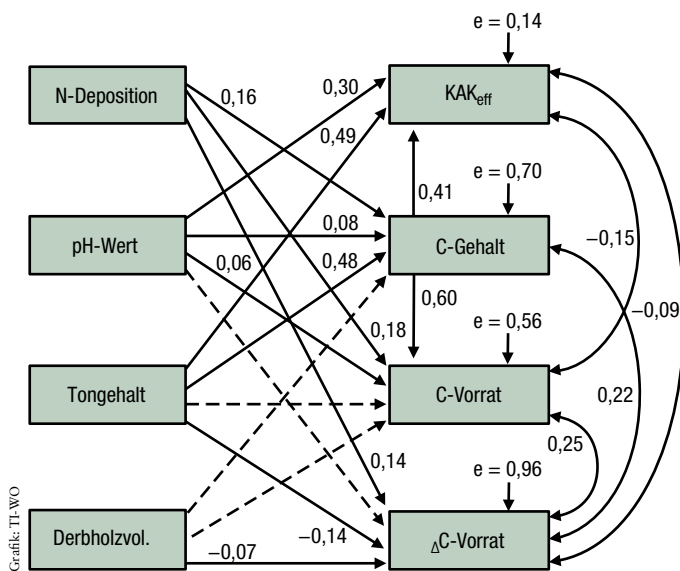 e = 0,14
N-Deposition
KAKeff
0,16
0,30
0,49
0,41
e = 0,70
pH-Wert
0,08
C-Gehalt
−0,15
0,06
0,48
0,60
−0,09
0,18
e = 0,56
Tongehalt
C-Vorrat
0,22
0,25
0,14
e = 0,96
Derbholzvol.
−0,14
ΔC-Vorrat
−0,07
Grafik: TI-WO